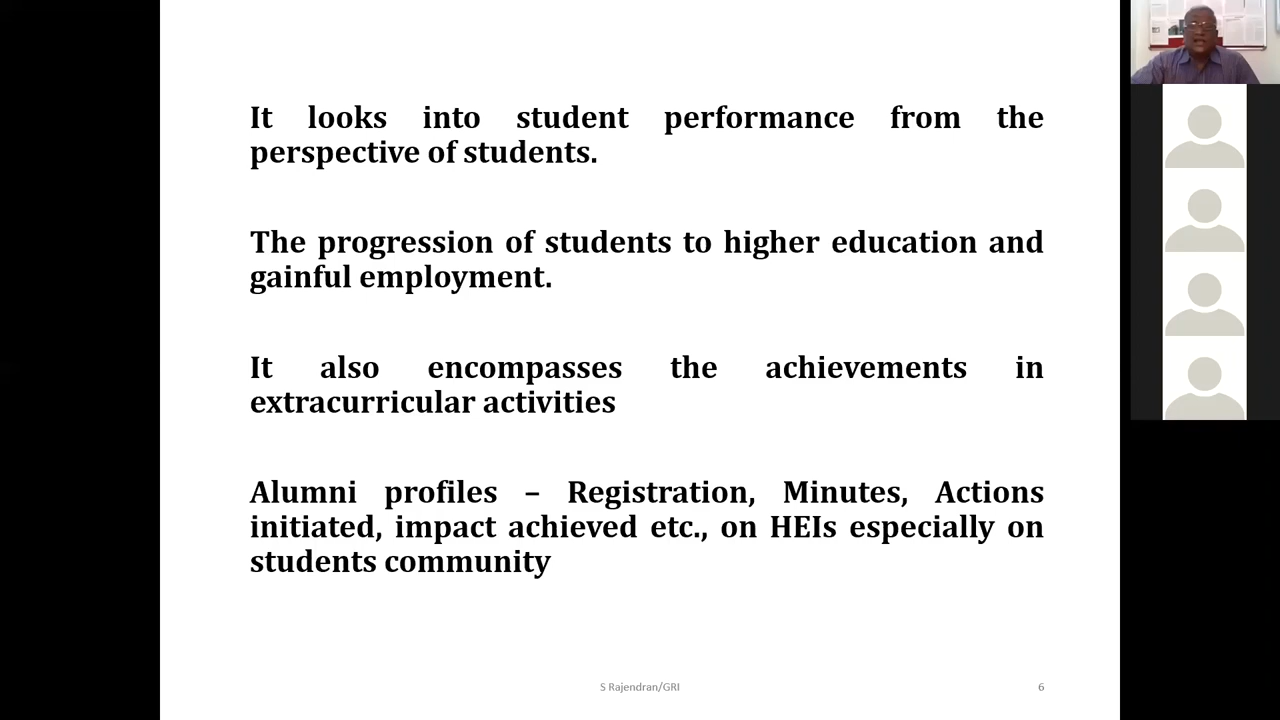 It looks into student performance from the
perspective of students.
The progression of students to higher education and
gainful employment.
It also encompasses the achievements in
extracurricular activities
Alumni profiles – Registration, Minutes, Actions
initiated, impact achieved etc., on HEIs especially on
students community
S Rajendran/GRI
6